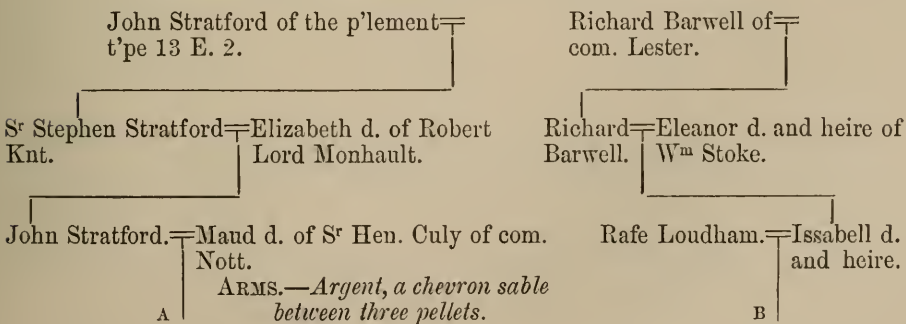 John Stratford of the p'lement
t'pe 13 E. 2.
Richard Barwell of
com. Lester.
Sr Stephen Stratford
Knt.
Elizabeth d. of Robert
Lord Monhault.
Richard
Barwell.
Eleanor d. and heire of
Wm Stoke.
John Stratford.
Maud d. of Sr Hen. Culy of com.
Nott.
ARMS.—Argent, a chevron sable
between three pellets.
A
Rafe Loudham.
Issabell d.
and heire.
B